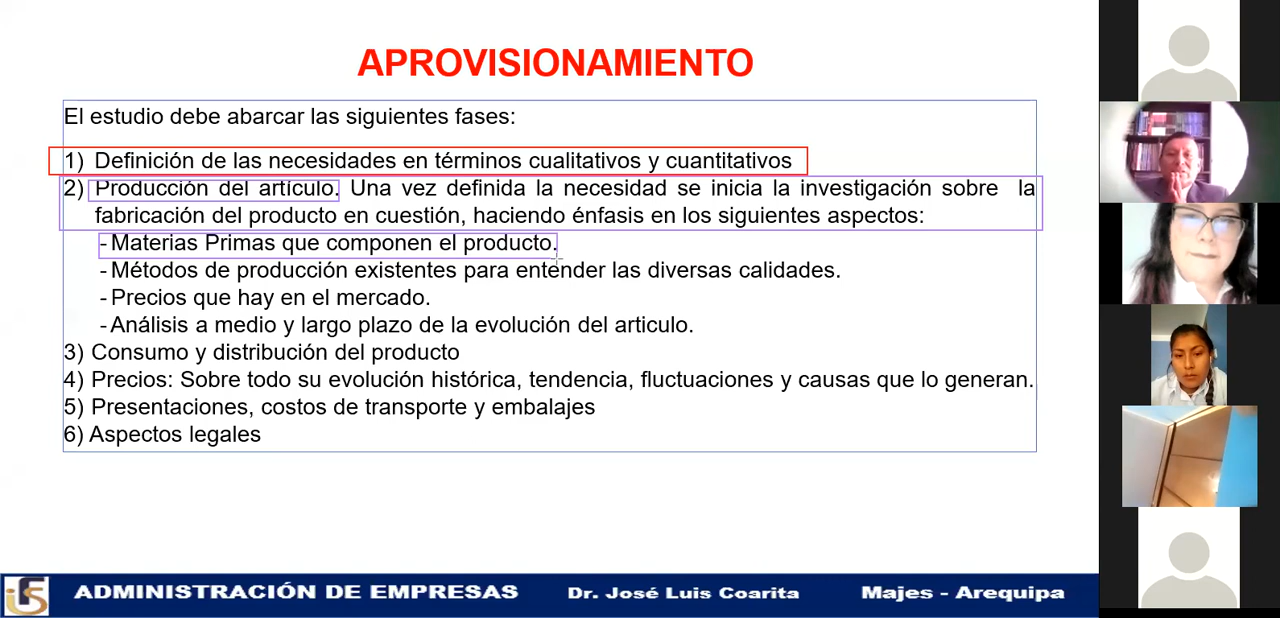 APROVISIONAMIENTO
El estudio debe abarcar las siguientes fases:
1) Definición de las necesidades en términos cualitativos y cuantitativos
2) Producción del artículo. Una vez definida la necesidad se inicia la investigación sobre la
fabricación del producto en cuestión, haciendo énfasis en los siguientes aspectos:
- Materias Primas que componen el producto.
- Métodos de producción existentes para entender las diversas calidades.
- Precios que hay en el mercado.
- Análisis a medio y largo plazo de la evolución del articulo.
3) Consumo y distribución del producto
4) Precios: Sobre todo su evolución histórica, tendencia, fluctuaciones y causas que lo generan.
5) Presentaciones, costos de transporte y embalajes
6) Aspectos legales
ADMINISTRACIÓN DE EMPRESAS Dr. José Luis Coarita Majes - Arequipa